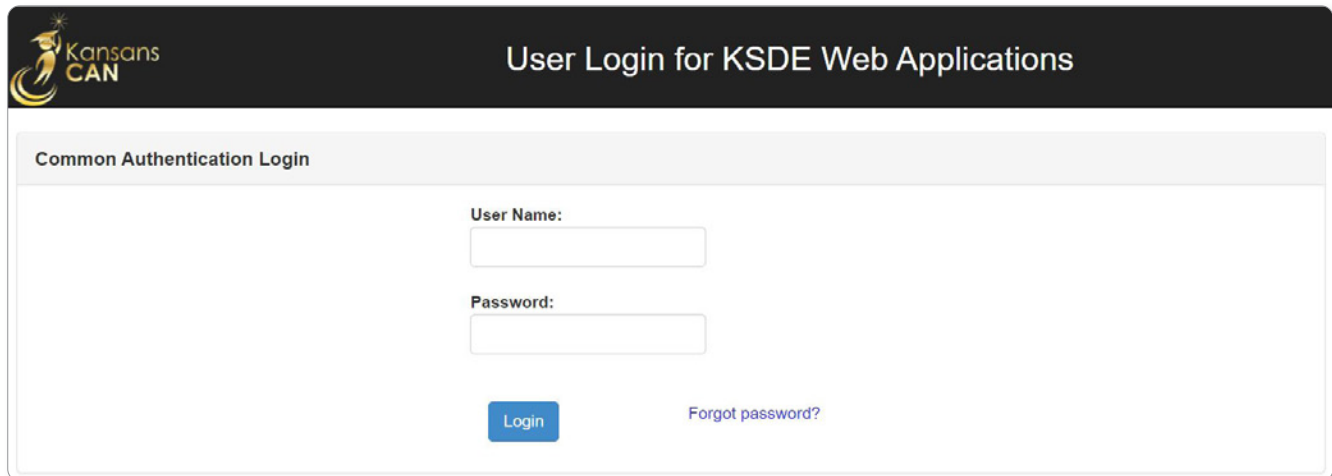 Kansans
CAN
User Login for KSDE Web Applications
Common Authentication Login
User Name:
Password:
Login
Forgot password?